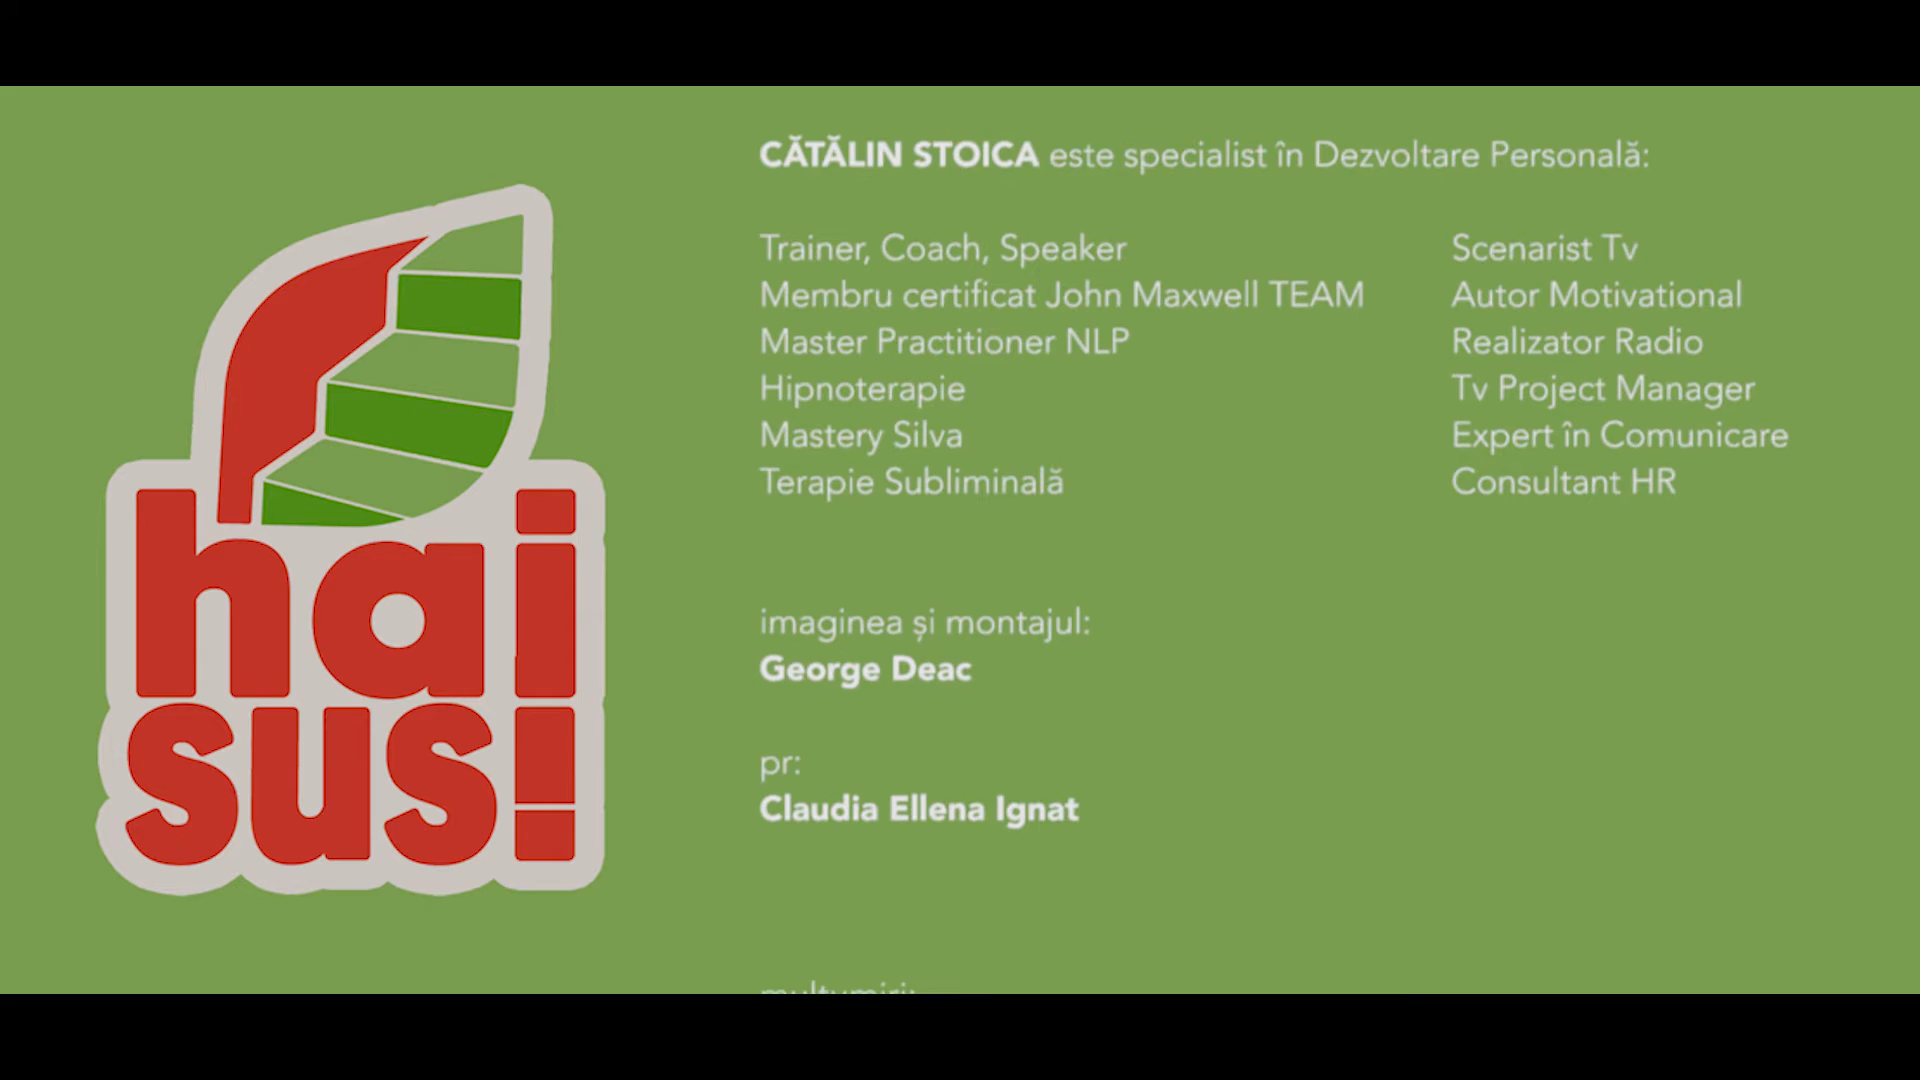 hai
sus!
CĂTĂLIN STOICA este specialist în Dezvoltare Personală:
Trainer, Coach, Speaker
Membru certificat John Maxwell TEAM
Master Practitioner NLP
Hipnoterapie
Mastery Silva
Terapie Subliminală
Scenarist Tv
Autor Motivational
Realizator Radio
Tv Project Manager
Expert în Comunicare
Consultant HR
imaginea și montajul:
George Deac
pr:
Claudia Ellena Ignat